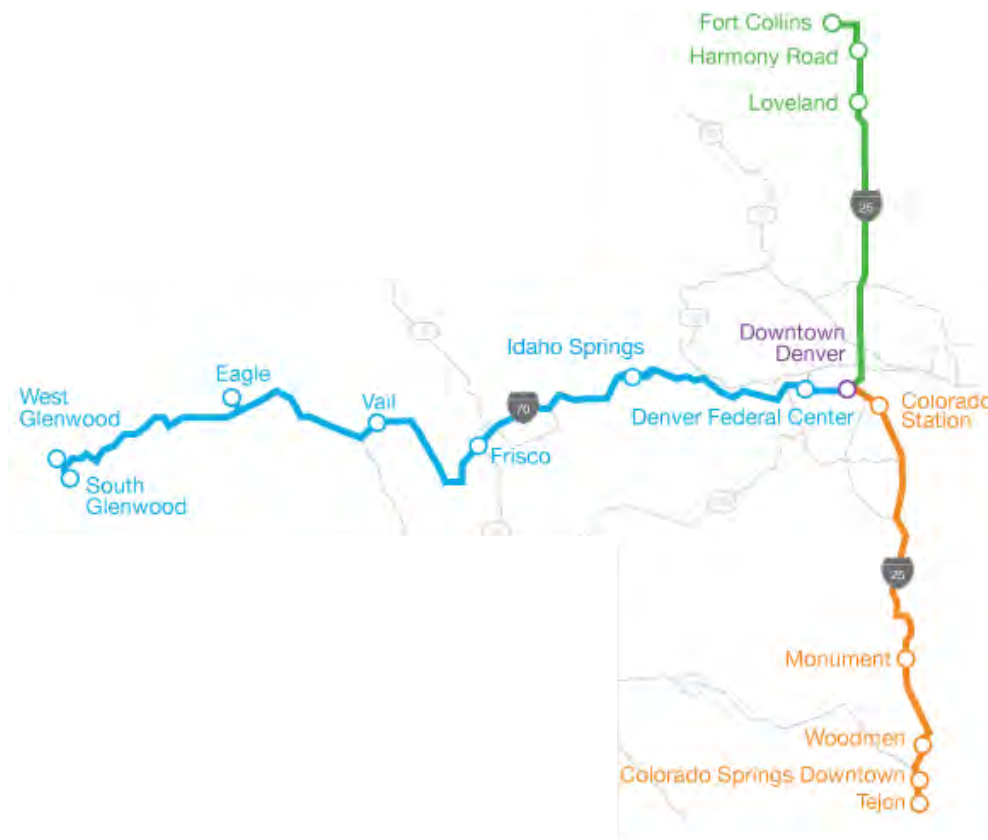 Fort Collins
Harmony Road
Loveland
25
Downtown
Denver
Idaho Springs
Eagle
West
Glenwood
Vail
70
Denver Federal Center
Colorado
Station
Frisco
South
Glenwood
25
Monument
Woodmen
Colorado Springs Downtown
Tejon